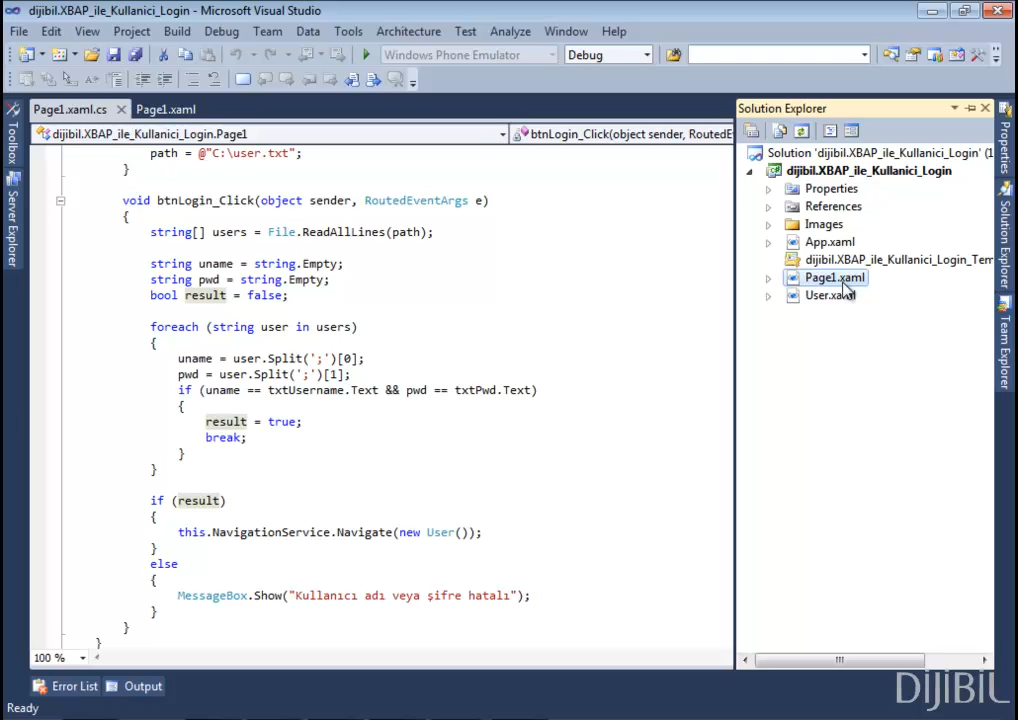 dijibil.XBAP_ile_Kullanici_Login - Microsoft Visual Studio
File Edit View Project Build Debug Team Data Tools Architecture Test Analyze Window Help
Windows Phone Emulator Debug
Page1.xaml.cs Page1.xaml
dijibil.XBAP_ile_Kullanici_Login.Page1 btnLogin_Click(object sender, RoutedE
Toolbox
Server Explorer
path = @"C:\user.txt";
}
void btnLogin_Click(object sender, RoutedEventArgs e)
{
string[] users = File.ReadAllLines(path);
string uname = string.Empty;
string pwd = string.Empty;
bool result = false;
foreach (string user in users)
{
uname = user.Split(';')[0];
pwd = user.Split(';')[1];
if (uname == txtUsername.Text && pwd == txtPwd.Text)
{
result = true;
break;
}
}
if (result)
{
this.NavigationService.Navigate(new User());
}
else
{
MessageBox.Show("Kullanıcı adı veya şifre hatalı");
}
}
}
100 %
Solution Explorer
Solution 'dijibil.XBAP_ile_Kullanici_Login' (1
dijibil.XBAP_ile_Kullanici_Login
Properties
References
Images
App.xaml
dijibil.XBAP_ile_Kullanici_Login_Tem
Page1.xaml
User.xaml
Properties
Solution Explorer
Team Explorer
Error List Output
Ready
DIJIBIL